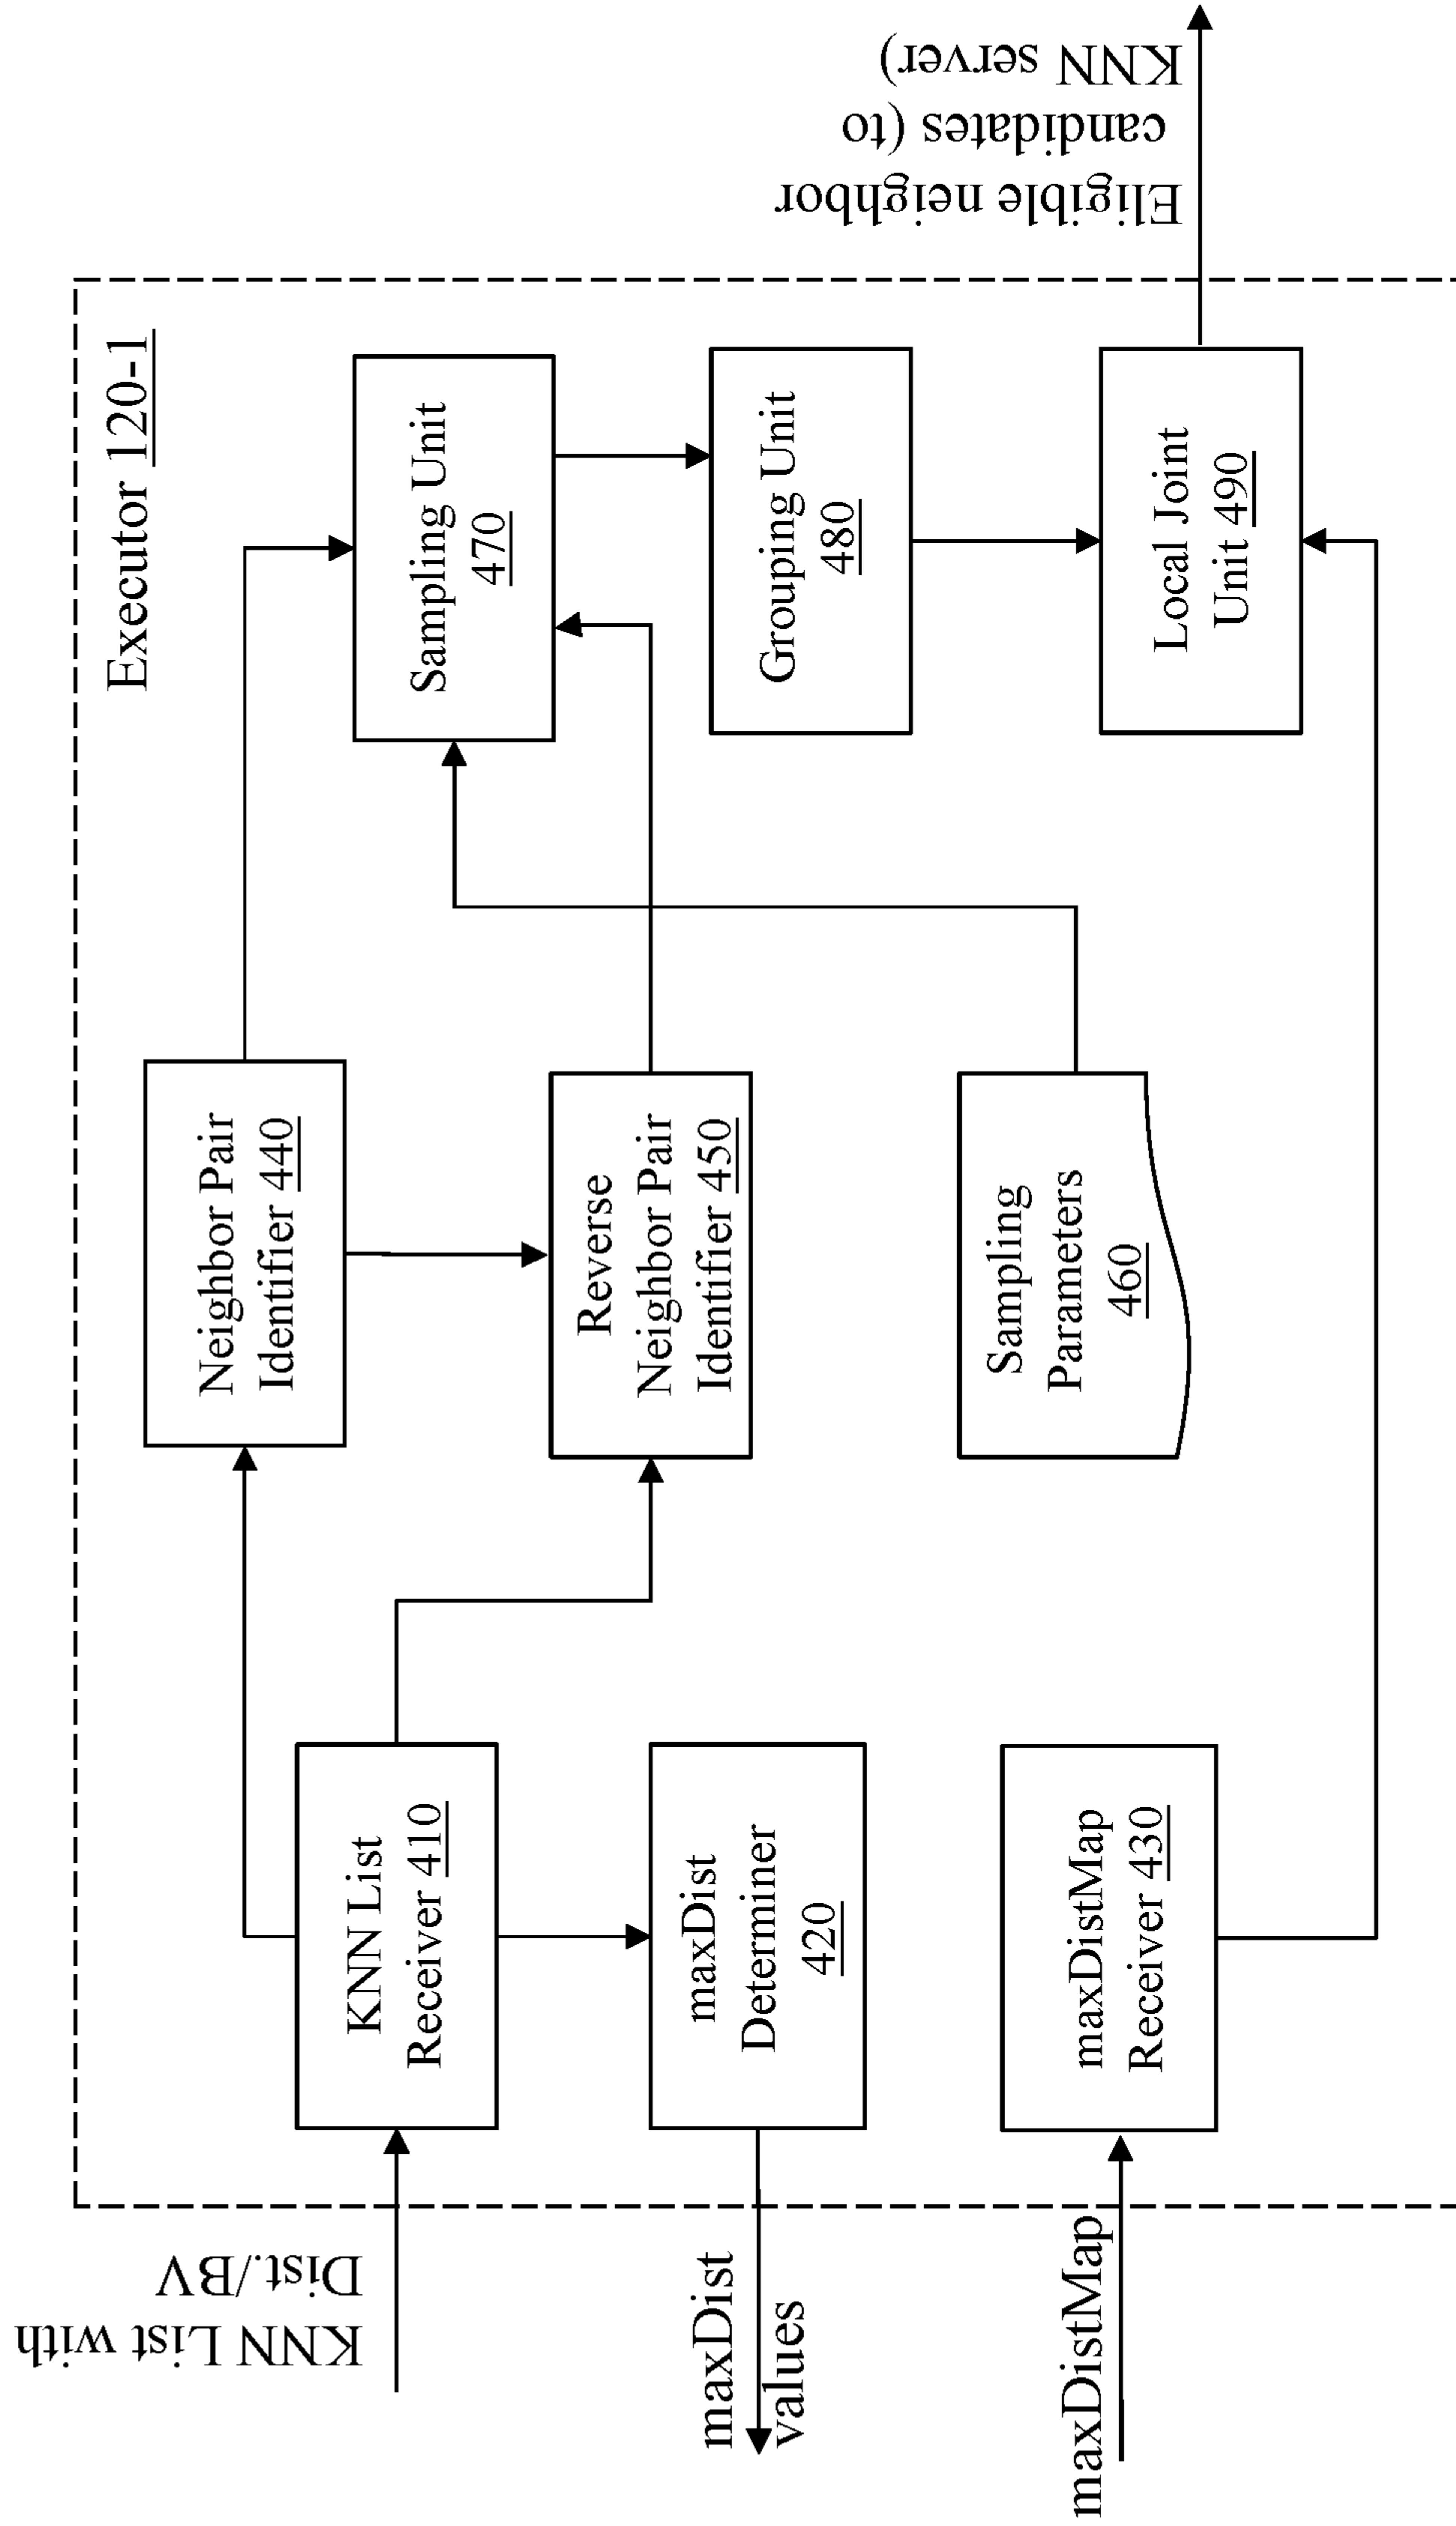 Executor 120-1
KNN List with
Dist./BV
KNN List
Receiver 410
Neighbor Pair
Identifier 440
Sampling Unit
470
maxDist
values
maxDist
Determiner
420
Reverse
Neighbor Pair
Identifier 450
Grouping Unit
480
maxDistMap
maxDistMap
Receiver 430
Sampling
Parameters
460
Local Joint
Unit 490
Eligible neighbor
candidates (to
KNN server)